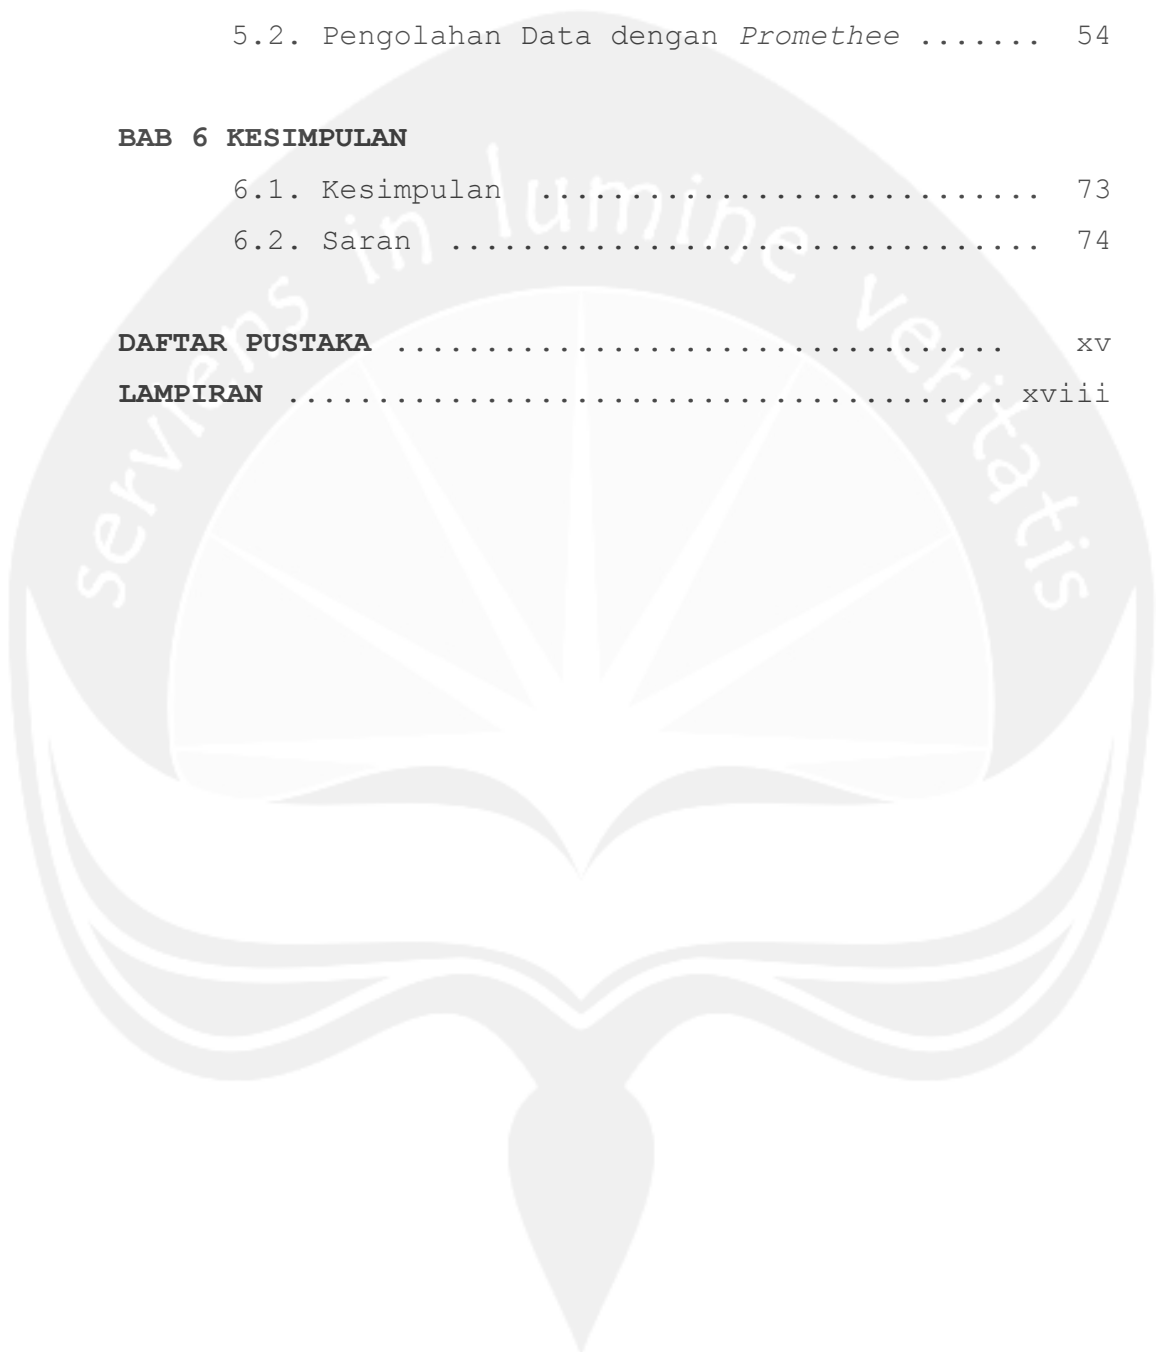 5.2. Pengolahan Data dengan Promethee ....... 54
BAB 6 KESIMPULAN
6.1. Kesimpulan ............................ 73
6.2. Saran ................................. 74
DAFTAR PUSTAKA .................................. xv
LAMPIRAN ........................................ xviii
serviens in lumine veritatis